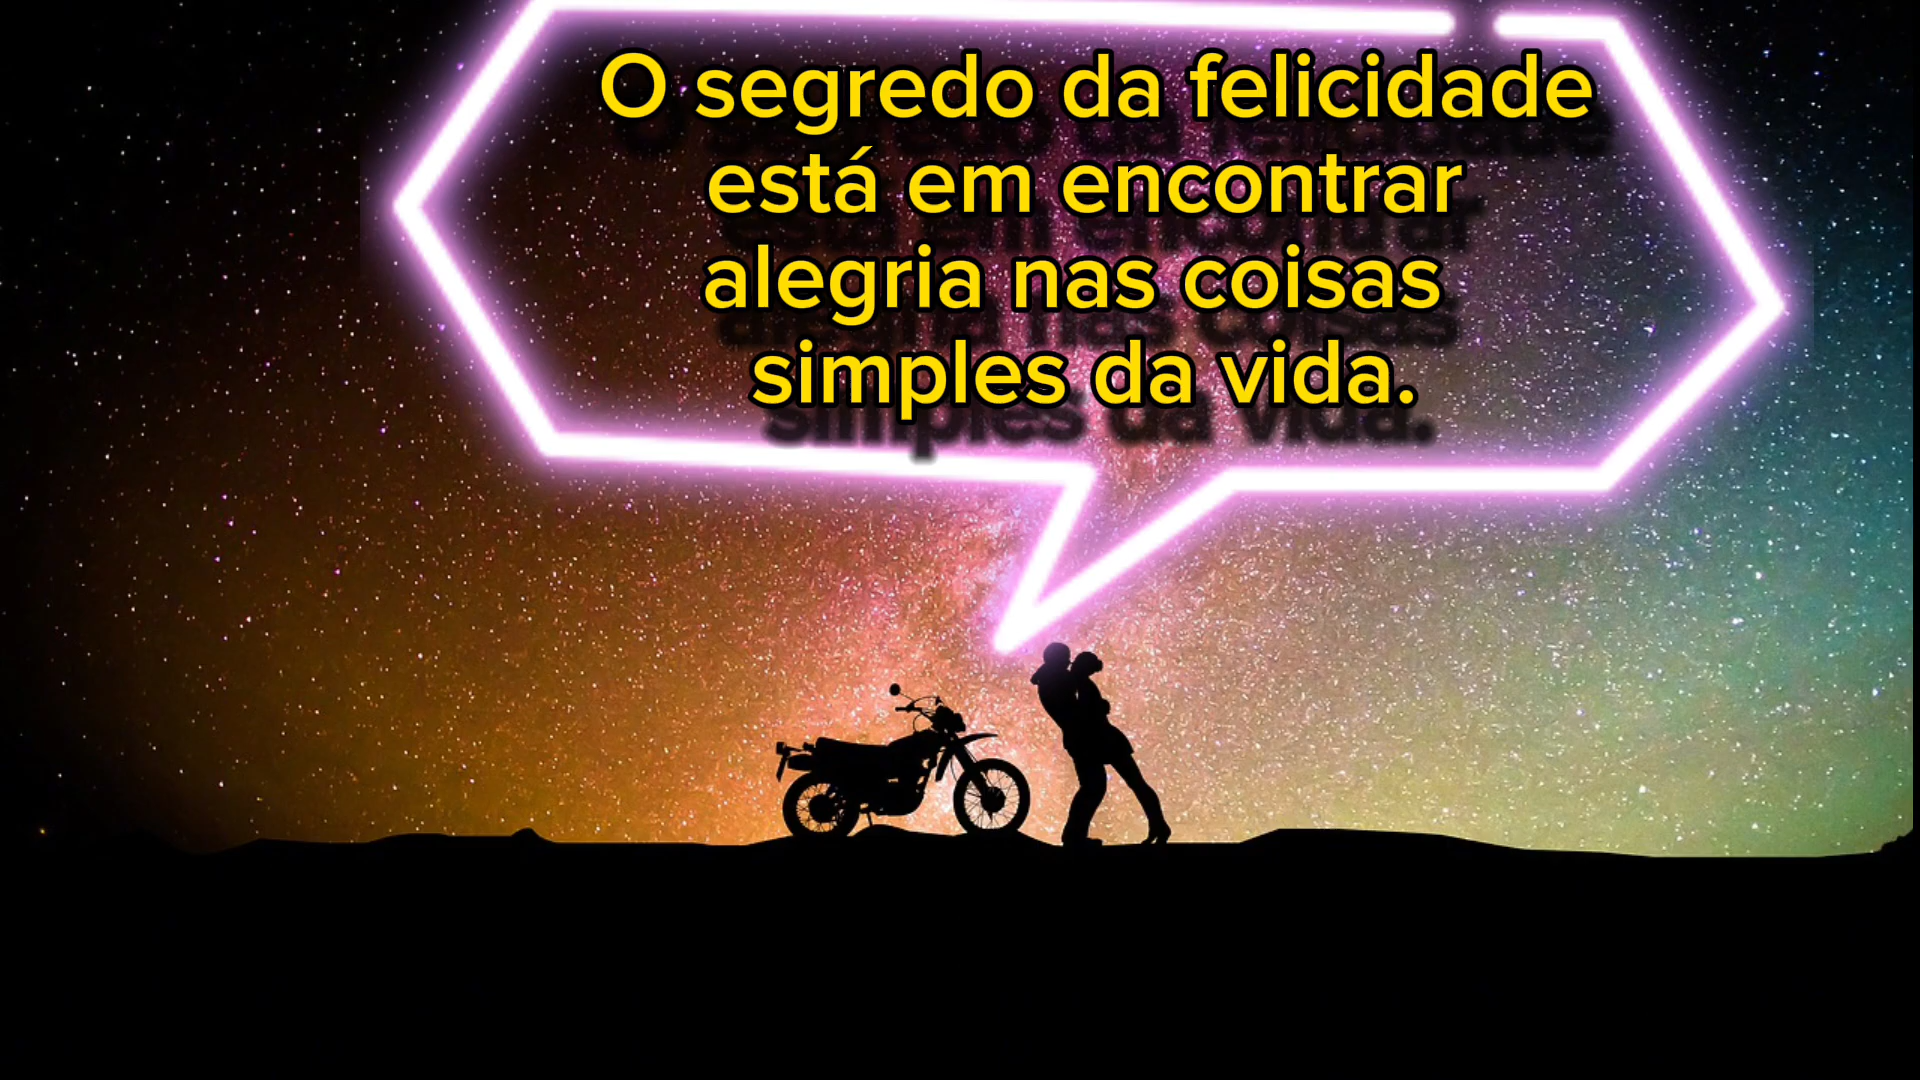 O segredo da felicidade
está em encontrar
alegria nas coisas
simples da vida.